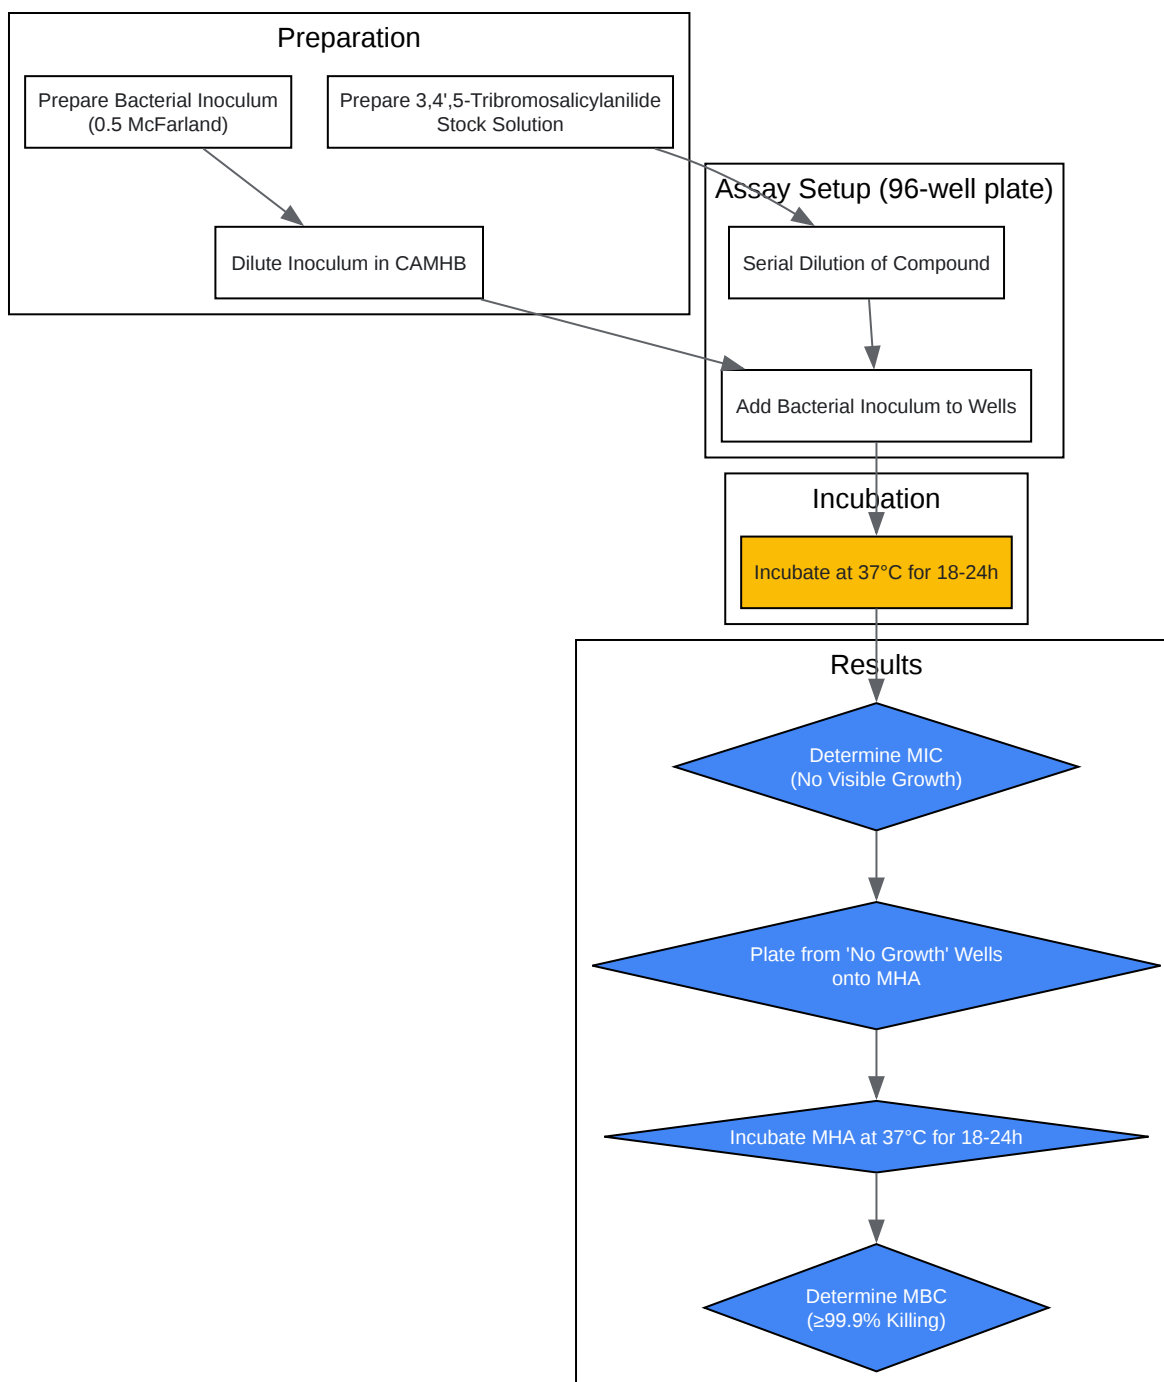 Preparation
Prepare Bacterial Inoculum
(0.5 McFarland)
Prepare 3,4',5-Tribromosalicylanilide
Stock Solution
Dilute Inoculum in CAMHB
Assay Setup (96-well plate)
Serial Dilution of Compound
Add Bacterial Inoculum to Wells
Incubation
Incubate at 37°C for 18-24h
Results
Determine MIC
(No Visible Growth)
Plate from 'No Growth' Wells
onto MHA
Incubate MHA at 37°C for 18-24h
Determine MBC
(≥99.9% Killing)